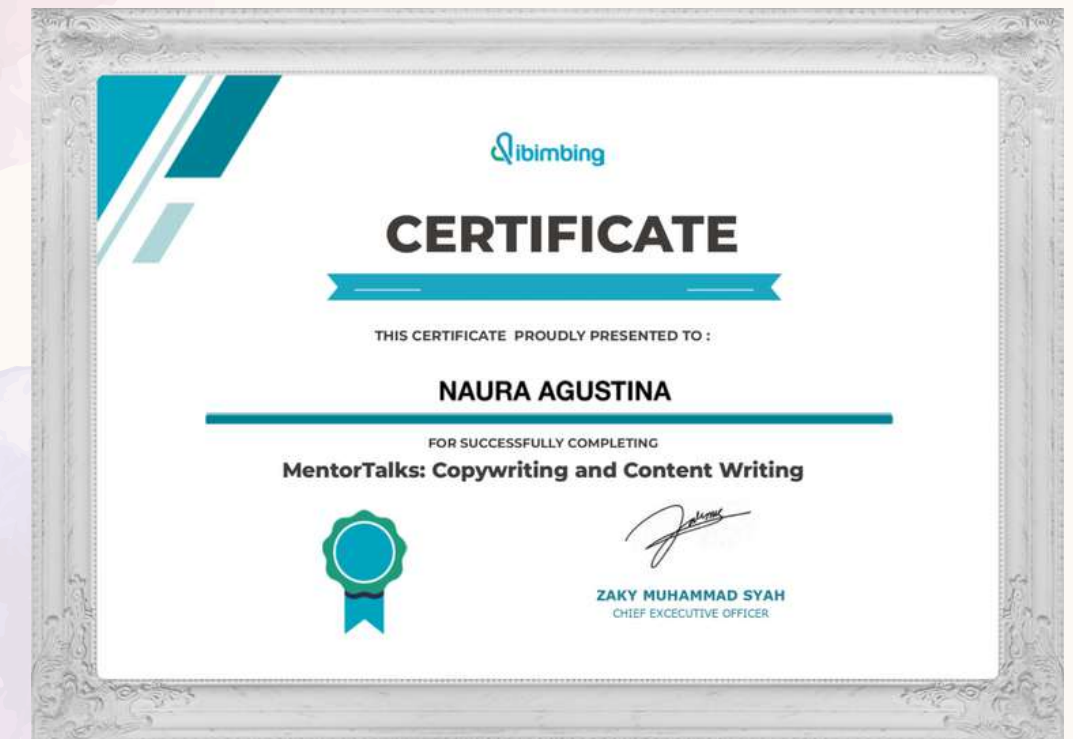 dibimbing
CERTIFICATE
THIS CERTIFICATE PROUDLY PRESENTED TO :
NAURA AGUSTINA
FOR SUCCESSFULLY COMPLETING
MentorTalks: Copywriting and Content Writing
ZAKY MUHAMMAD SYAH
CHIEF EXCECUTIVE OFFICER